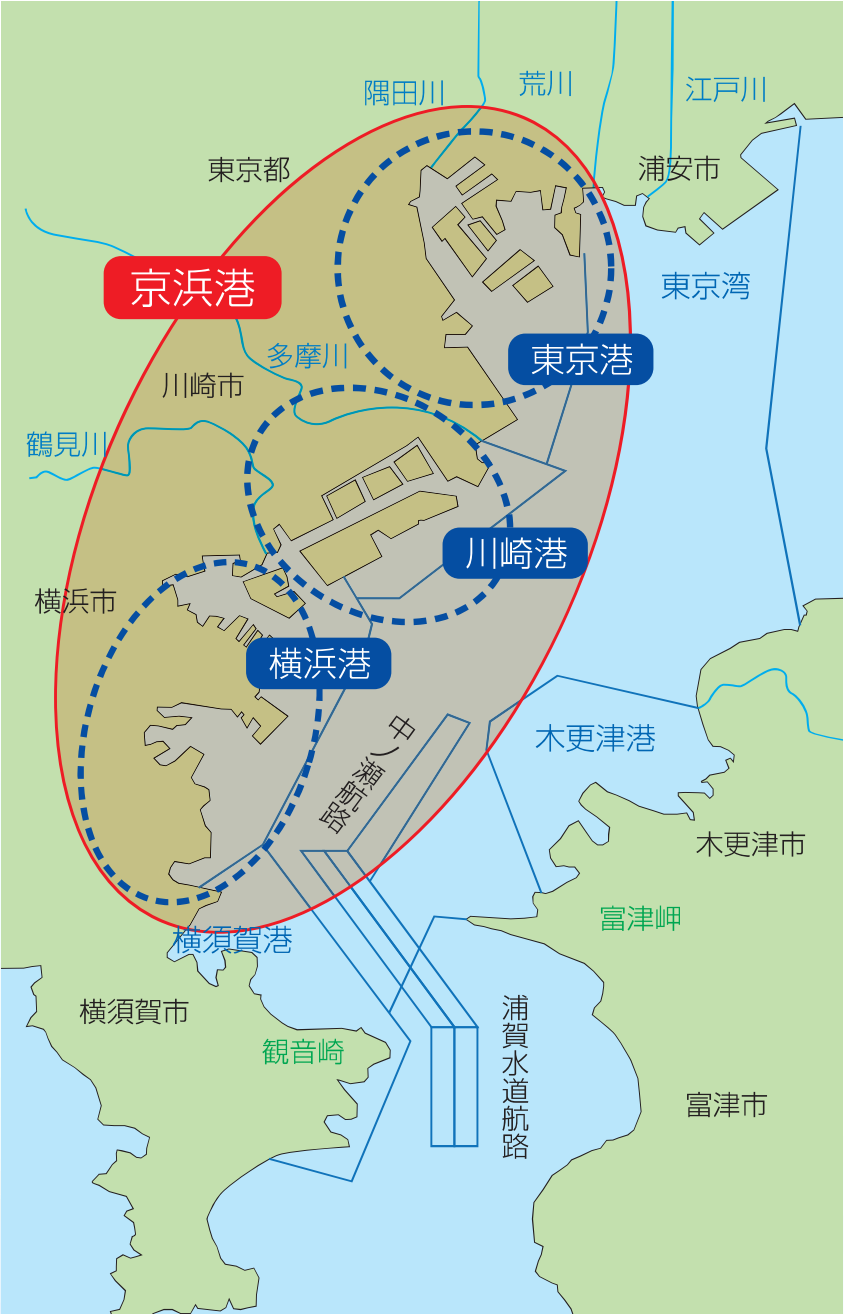 隅田川
荒川
江戸川
東京都
浦安市
京浜港
東京湾
多摩川
東京港
川崎市
鶴見川
川崎港
横浜市
横浜港
中ノ瀬航路
木更津港
木更津市
富津岬
横須賀港
横須賀市
観音崎
浦賀水道航路
富津市